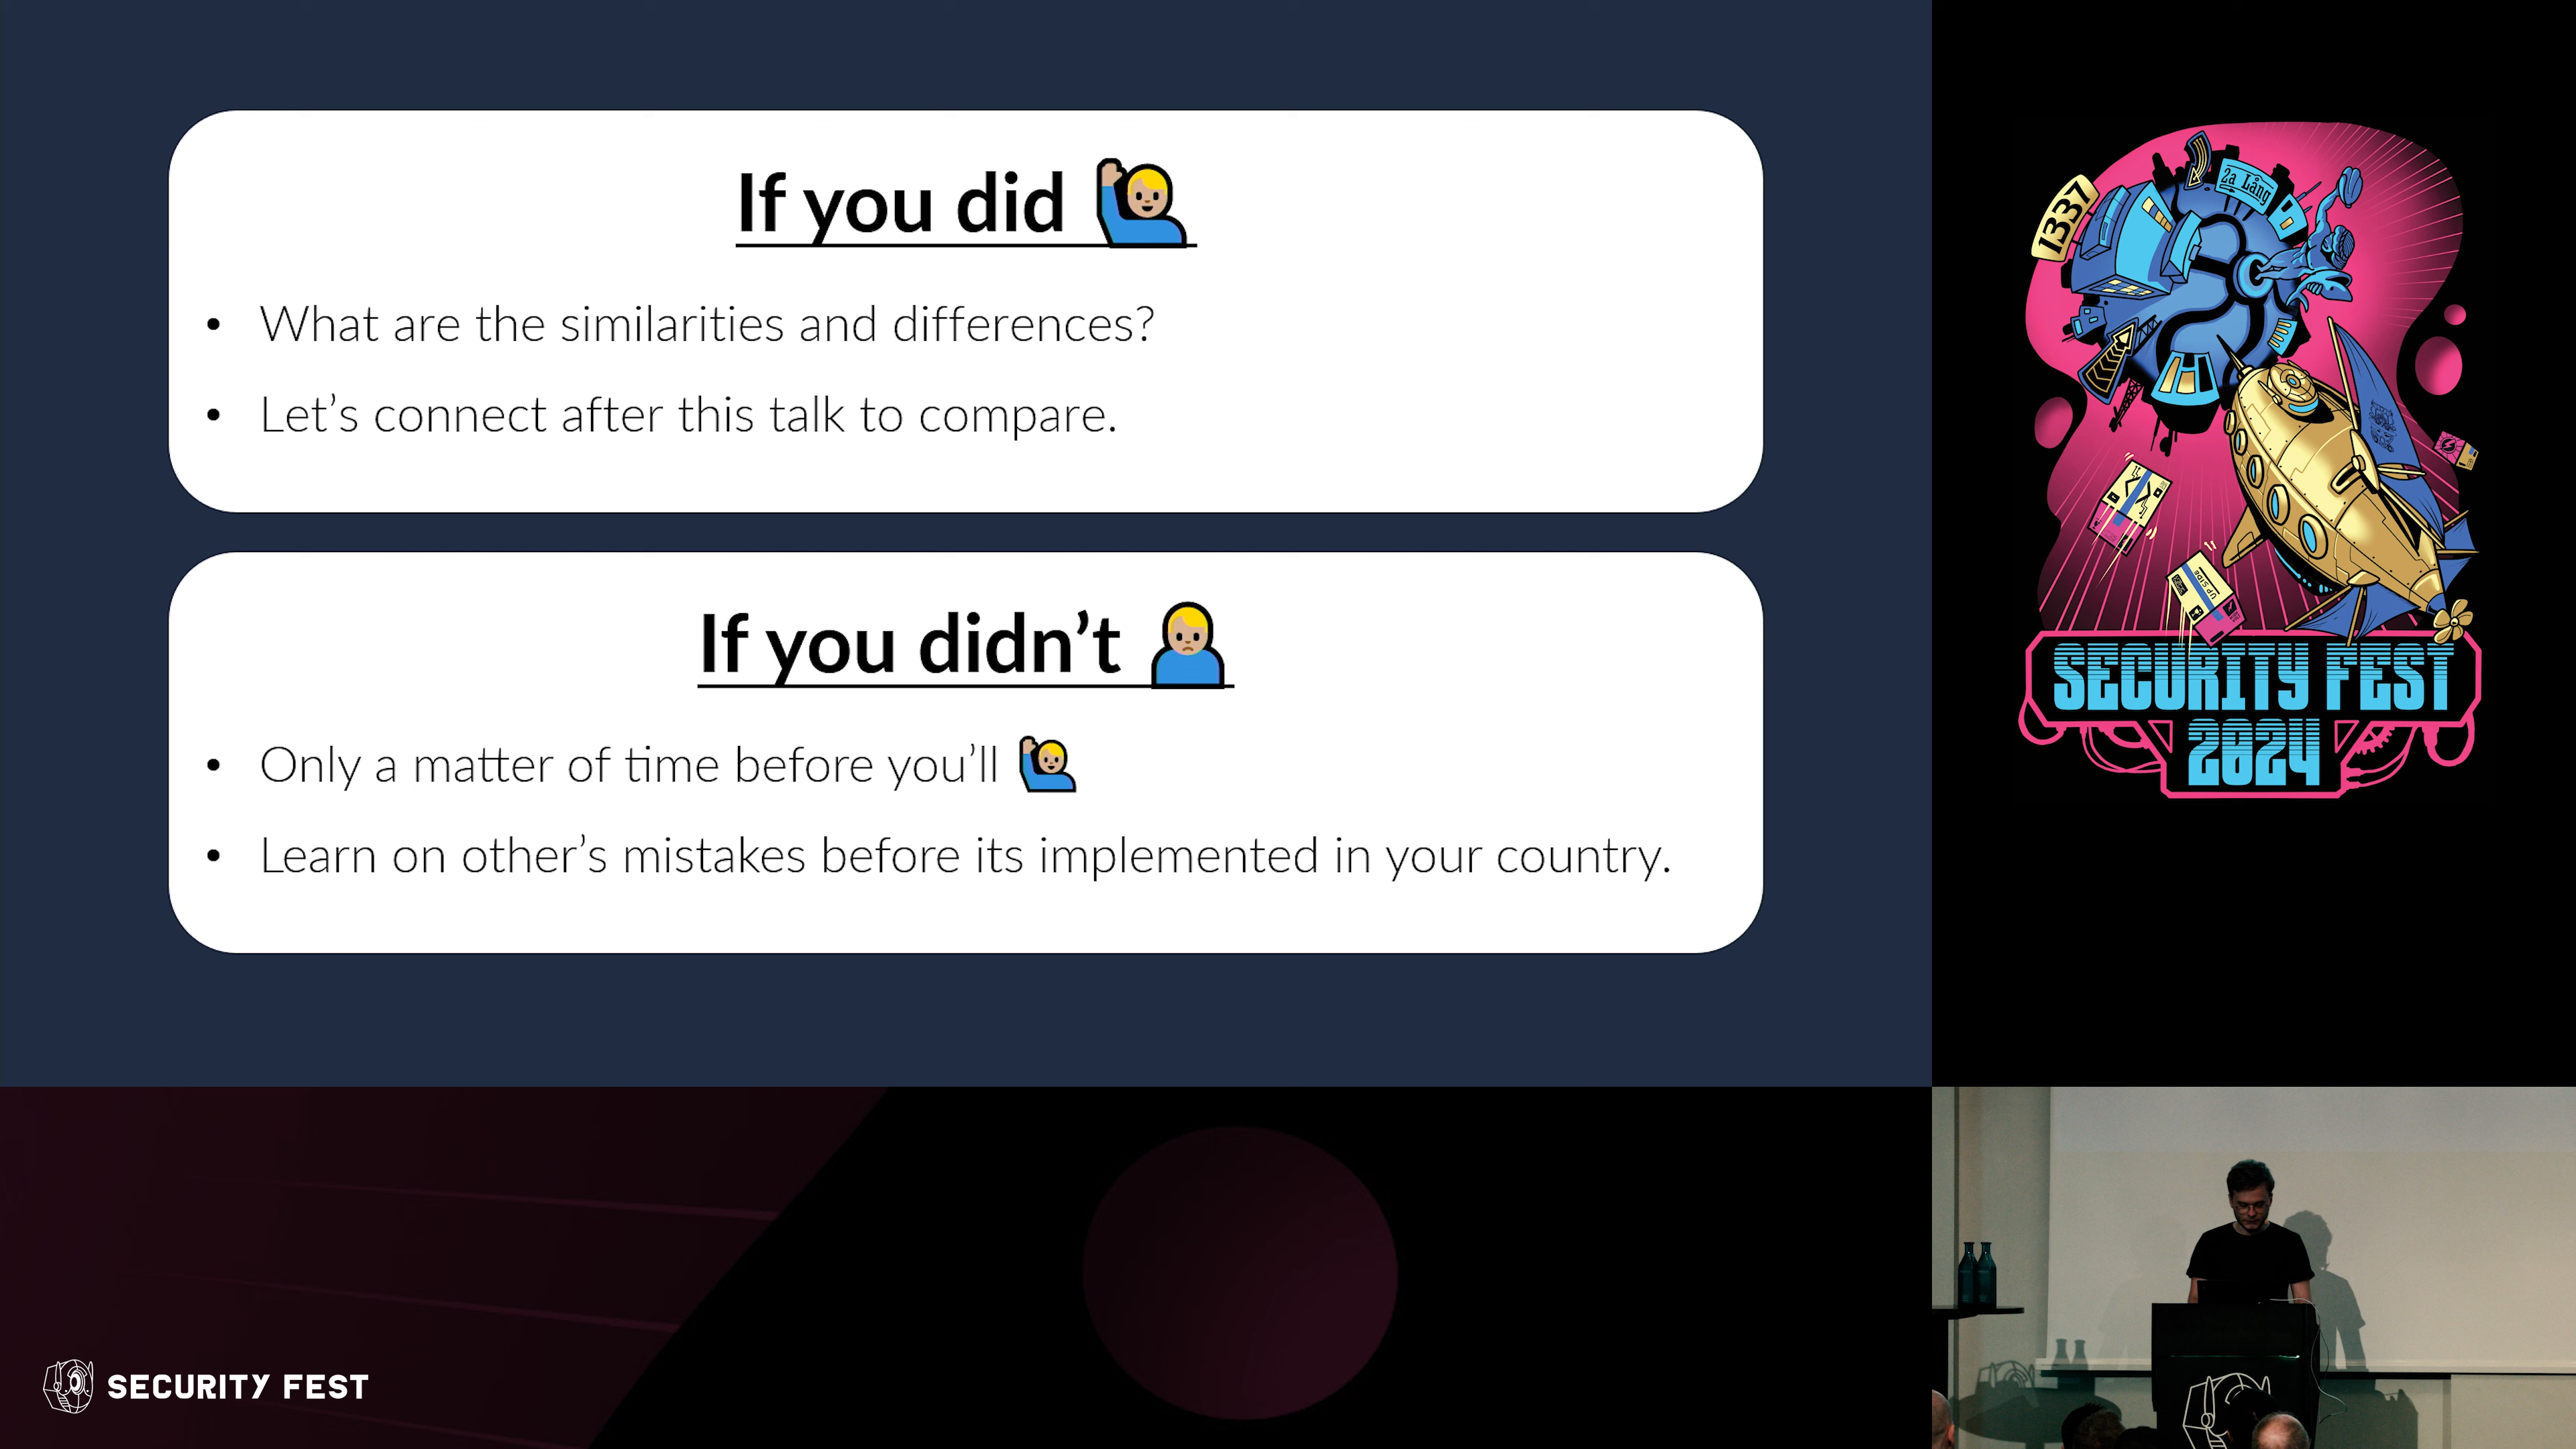 If you did 🙋🏼
• What are the similarities and differences?
• Let's connect after this talk to compare.
If you didn't 🙍🏼
• Only a matter of time before you'll 🙋🏼
• Learn on other's mistakes before its implemented in your country.
1337
2a Lång
UP SIDE
SECURITY FEST
2024
SECURITY FEST